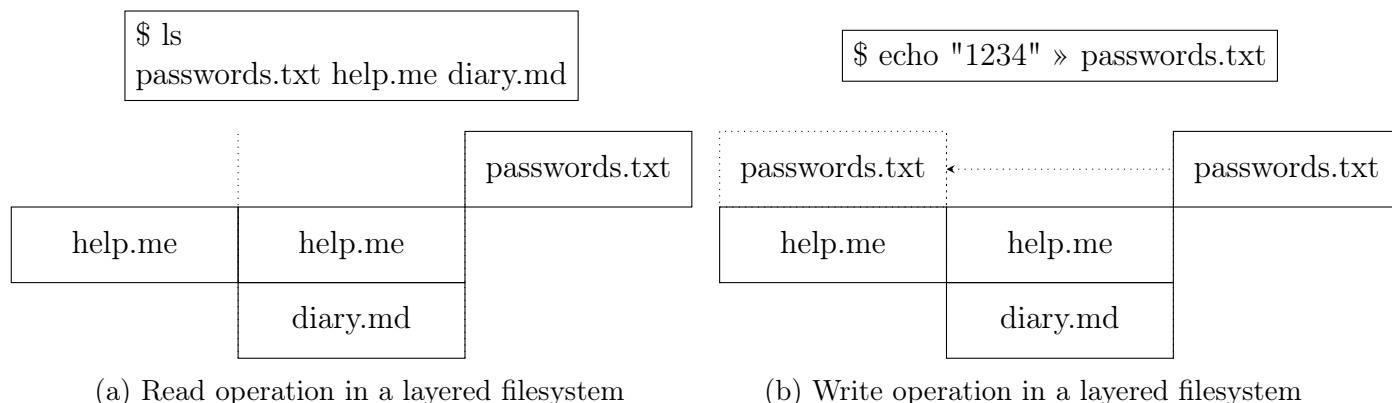 $ ls
passwords.txt help.me diary.md
passwords.txt
help.me
help.me
diary.md
(a) Read operation in a layered filesystem
$ echo "1234" » passwords.txt
passwords.txt
passwords.txt
help.me
help.me
diary.md
(b) Write operation in a layered filesystem